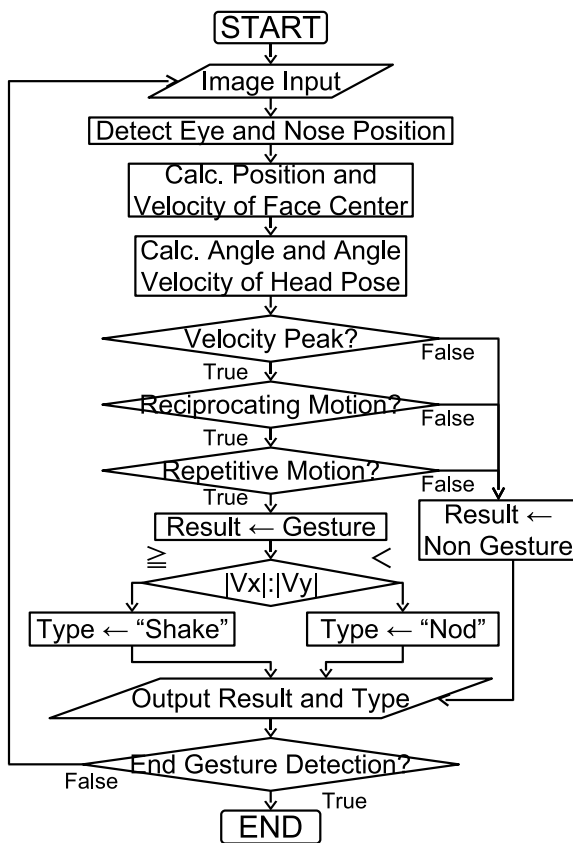 START
Image Input
Detect Eye and Nose Position
Calc. Position and
Velocity of Face Center
Calc. Angle and Angle
Velocity of Head Pose
Velocity Peak?
False
True
Reciprocating Motion?
False
True
Repetitive Motion?
False
True
Result ← Gesture
Result ←
Non Gesture
≧
<
|Vx|:|Vy|
Type ← “Shake”
Type ← “Nod”
Output Result and Type
End Gesture Detection?
False
True
END